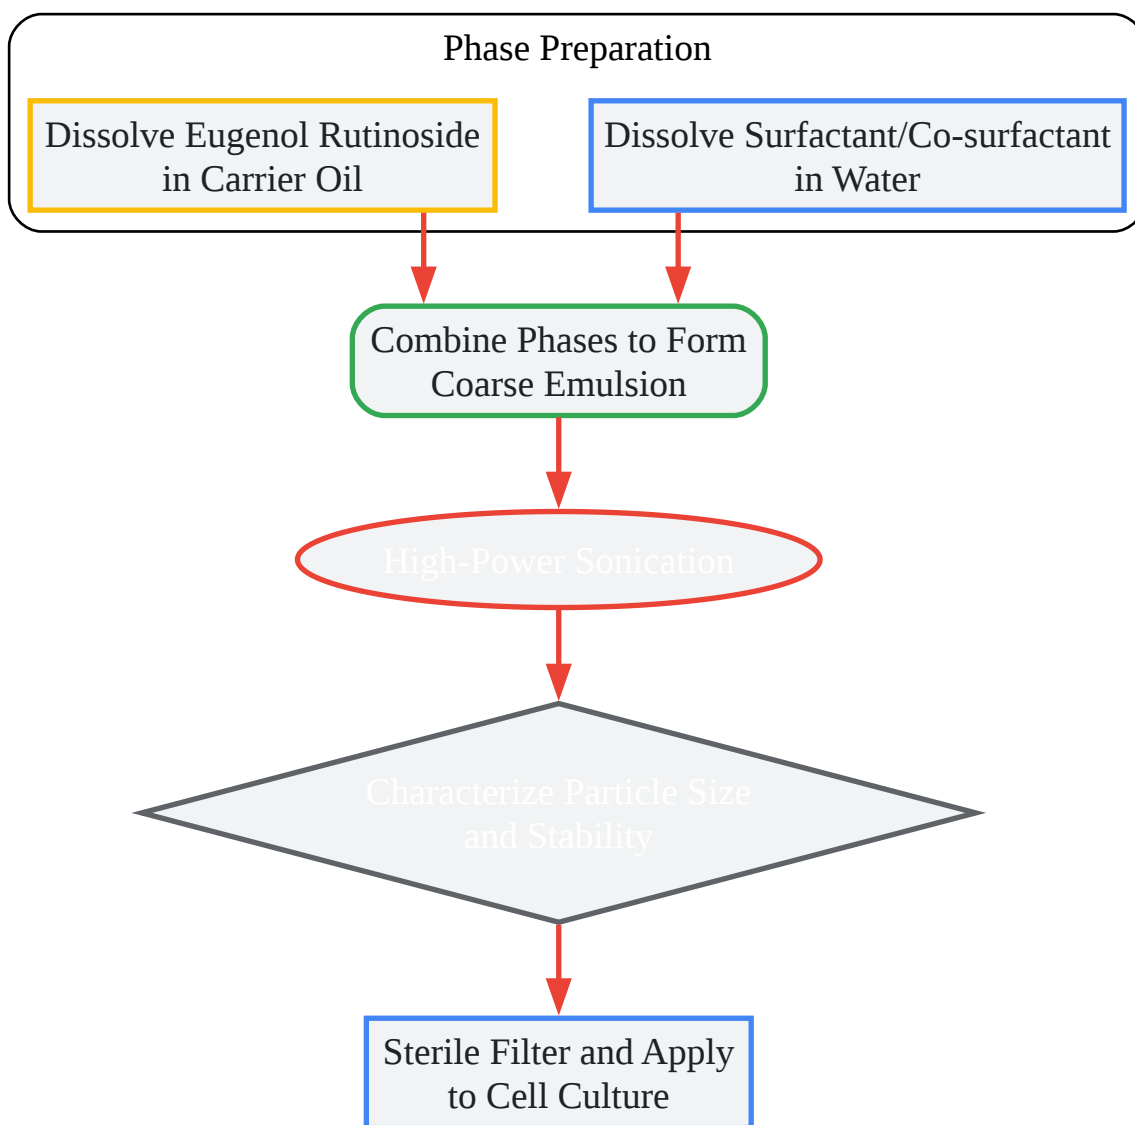 Phase Preparation
Dissolve Eugenol Rutinoside
in Carrier Oil
Dissolve Surfactant/Co-surfactant
in Water
Combine Phases to Form
Coarse Emulsion
High-Power Sonication
Characterize Particle Size
and Stability
Sterile Filter and Apply
to Cell Culture